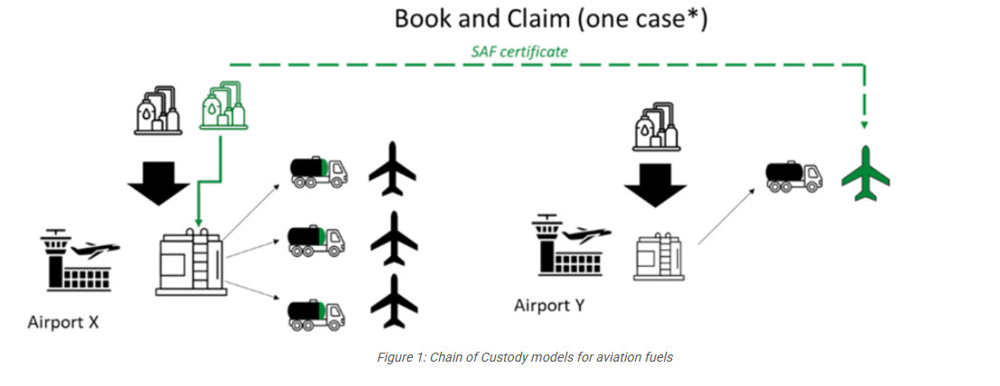 Book and Claim (one case*)
SAF certificate
Airport X
Airport Y
Figure 1: Chain of Custody models for aviation fuels